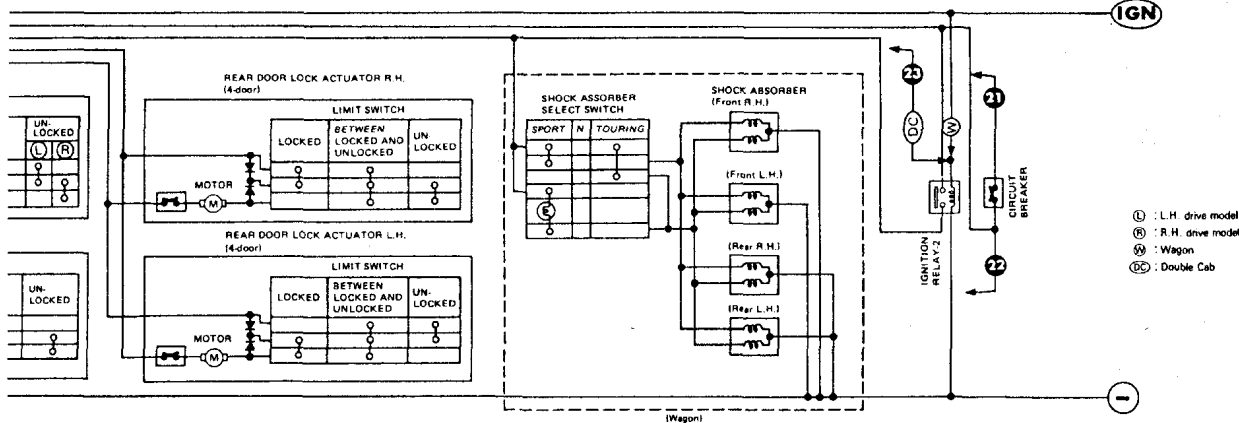 IGN
REAR DOOR LOCK ACTUATOR R.H.
(4-door)
LIMIT SWITCH
LOCKED
BETWEEN
LOCKED AND
UNLOCKED
UN-
LOCKED
MOTOR
M
UN-
LOCKED
L R
REAR DOOR LOCK ACTUATOR L.H.
(4-door)
LIMIT SWITCH
LOCKED
BETWEEN
LOCKED AND
UNLOCKED
UN-
LOCKED
MOTOR
M
UN-
LOCKED
SHOCK ASSORBER
SELECT SWITCH
SPORT N TOURING
E
SHOCK ABSORBER
(Front R.H.)
(Front L.H.)
(Rear R.H.)
(Rear L.H.)
(Wagon)
23
DC
W
21
22
IGNITION
RELAY-2
CIRCUIT
BREAKER
L : L.H. drive model
R : R.H. drive model
W : Wagon
DC : Double Cab
−